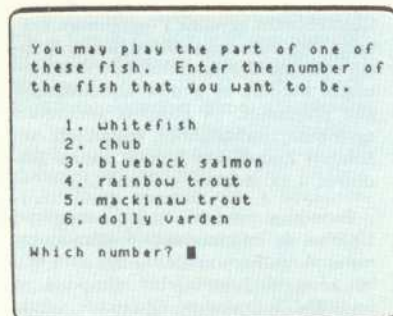 You may play the part of one of
these fish. Enter the number of
the fish that you want to be.
1. whitefish
2. chub
3. blueback salmon
4. rainbow trout
5. mackinaw trout
6. dolly varden
Which number?